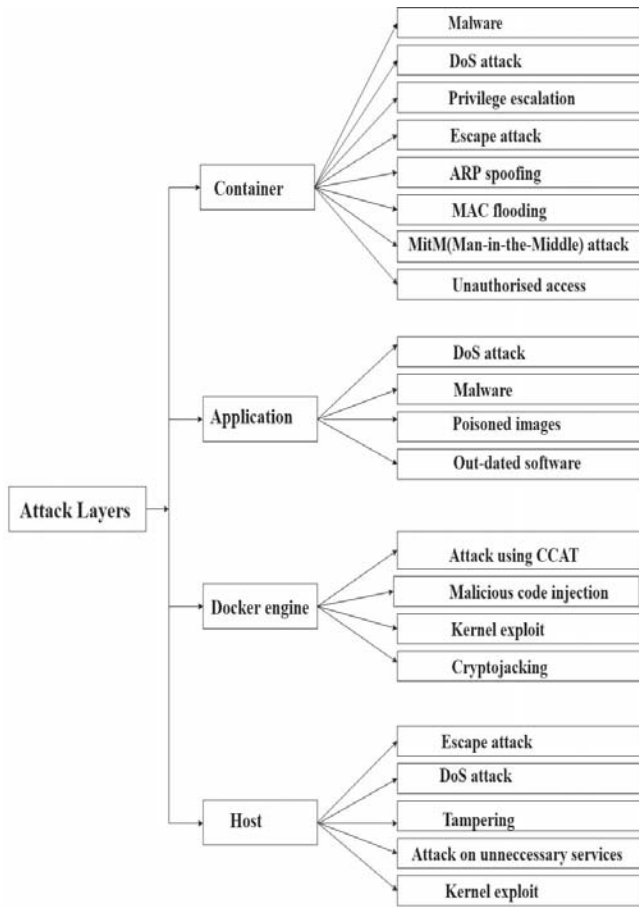 Attack Layers
Container
Malware
DoS attack
Privilege escalation
Escape attack
ARP spoofing
MAC flooding
MitM(Man-in-the-Middle) attack
Unauthorised access
Application
DoS attack
Malware
Poisoned images
Out-dated software
Docker engine
Attack using CCAT
Malicious code injection
Kernel exploit
Cryptojacking
Host
Escape attack
DoS attack
Tampering
Attack on unneccessary services
Kernel exploit